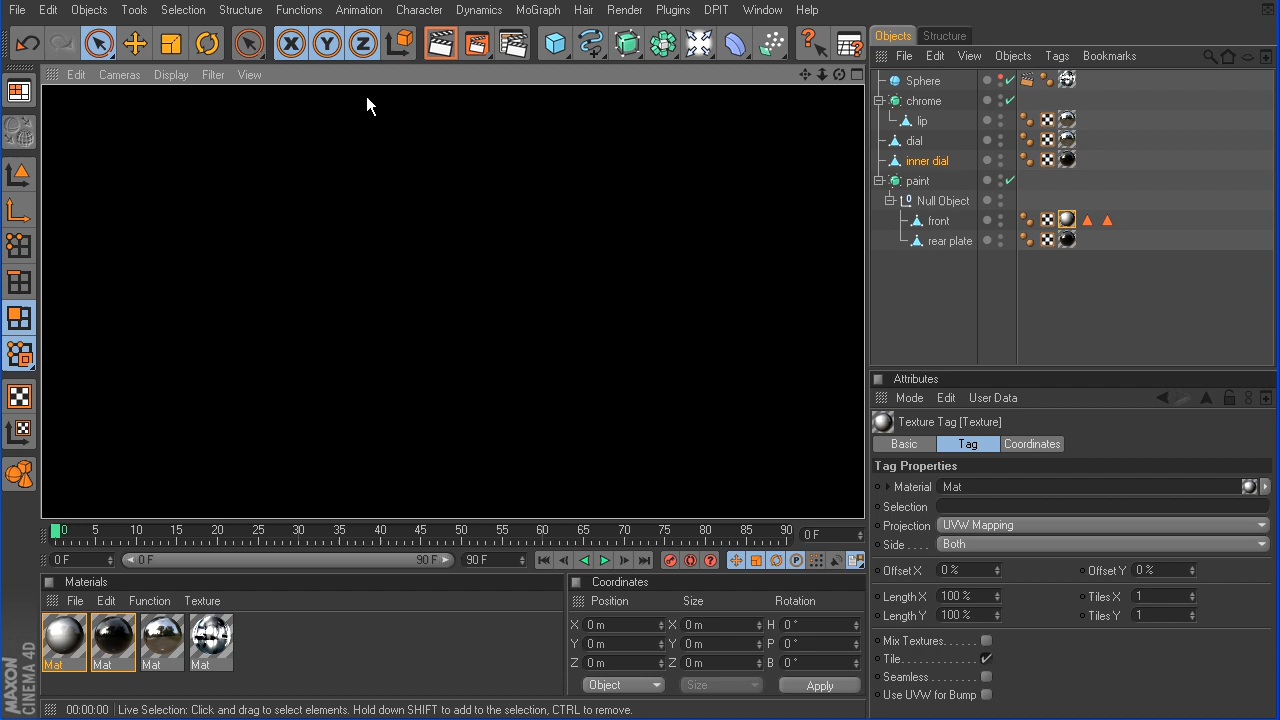 File Edit Objects Tools Selection Structure Functions Animation Character Dynamics MoGraph Hair Render Plugins DPIT Window Help
X Y Z
Objects Structure
File Edit View Objects Tags Bookmarks
Edit Cameras Display Filter View
Sphere
chrome
lip
dial
inner dial
paint
Null Object
front
rear plate
Attributes
Mode Edit User Data
Texture Tag [Texture]
Basic Tag Coordinates
Tag Properties
Material Mat
Selection
Projection UVW Mapping
Side . . . . Both
Offset X 0 % Offset Y 0 %
Length X 100 % Tiles X 1
Length Y 100 % Tiles Y 1
Mix Textures. . . . . .
Tile. . . . . . . . . . . . . . .
Seamless . . . . . . . .
Use UVW for Bump
0 5 10 15 20 25 30 35 40 45 50 55 60 65 70 75 80 85 90 0 F
0 F 0 F 90 F 90 F
Materials
File Edit Function Texture
Mat Mat Mat Mat
Coordinates
Position Size Rotation
X 0 m X 0 m H 0 °
Y 0 m Y 0 m P 0 °
Z 0 m Z 0 m B 0 °
Object Size Apply
MAXON
CINEMA 4D
00:00:00 Live Selection: Click and drag to select elements. Hold down SHIFT to add to the selection, CTRL to remove.